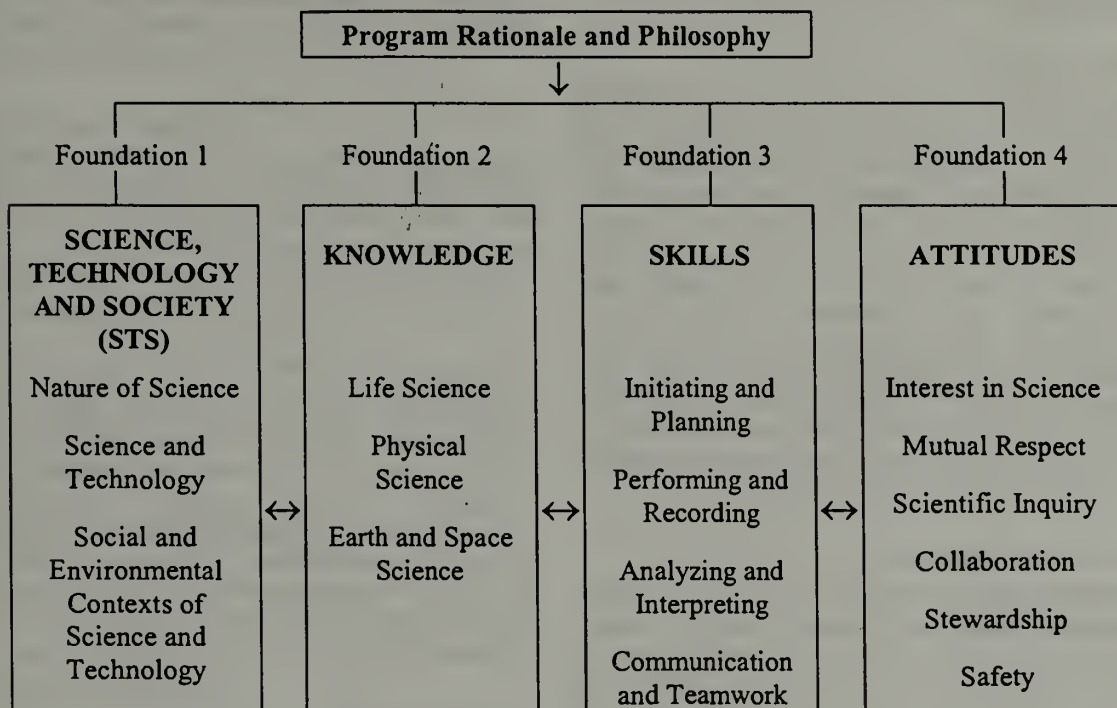 Program Rationale and Philosophy
Foundation 1
Foundation 2
Foundation 3
Foundation 4
SCIENCE,
TECHNOLOGY
AND SOCIETY
(STS)
Nature of Science
Science and
Technology
Social and
Environmental
Contexts of
Science and
Technology
KNOWLEDGE
Life Science
Physical
Science
Earth and Space
Science
SKILLS
Initiating and
Planning
Performing and
Recording
Analyzing and
Interpreting
Communication
and Teamwork
ATTITUDES
Interest in Science
Mutual Respect
Scientific Inquiry
Collaboration
Stewardship
Safety